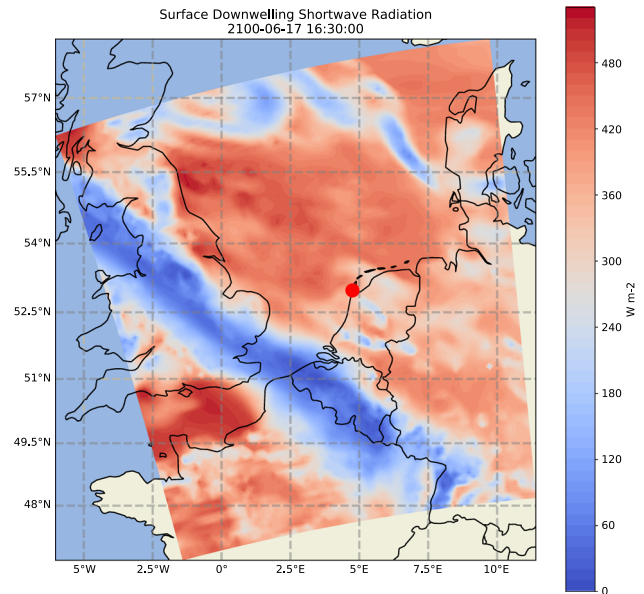 Surface Downwelling Shortwave Radiation
2100-06-17 16:30:00
57°N
55.5°N
54°N
52.5°N
51°N
49.5°N
48°N
5°W
2.5°W
0°
2.5°E
5°E
7.5°E
10°E
480
420
360
300
240
180
120
60
0
W m-2